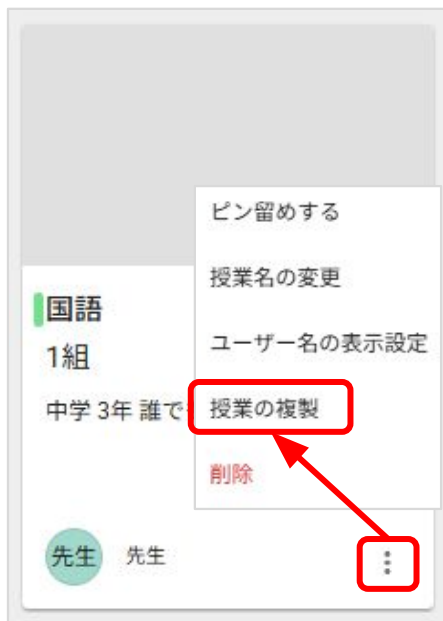 ピン留めする
授業名の変更
国語
ユーザー名の表示設定
1組
中学 3年 誰で
授業の複製
削除
先生
先生